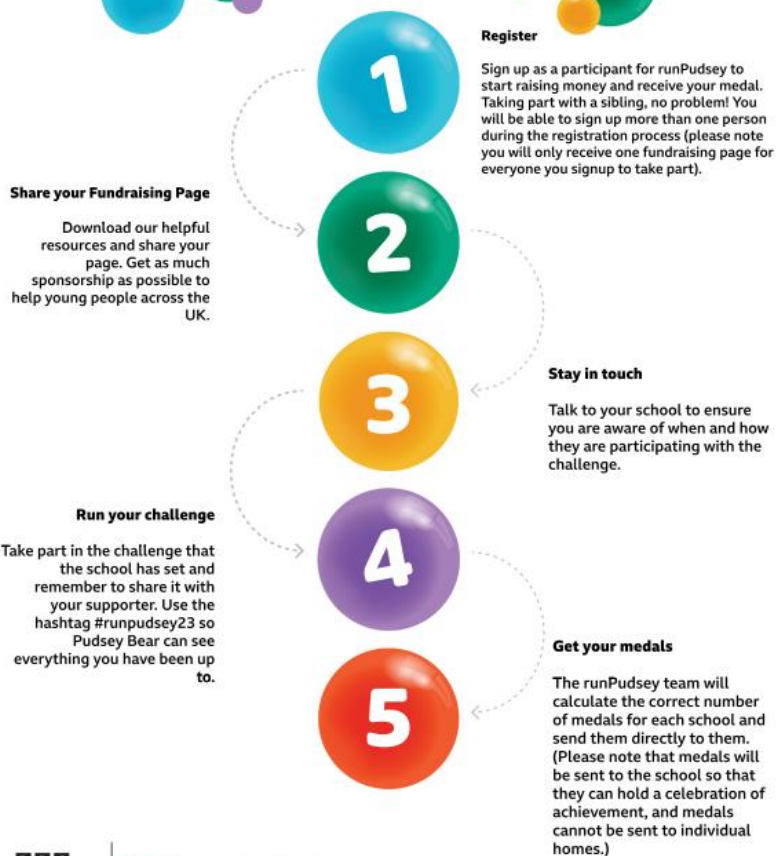 Register
1
Sign up as a participant for runPudsey to
start raising money and receive your medal.
Taking part with a sibling, no problem! You
will be able to sign up more than one person
during the registration process (please note
you will only receive one fundraising page for
everyone you signup to take part).
Share your Fundraising Page
2
Download our helpful
resources and share your
page. Get as much
sponsorship as possible to
help young people across the
UK.
3
Stay in touch
Talk to your school to ensure
you are aware of when and how
they are participating with the
challenge.
Run your challenge
4
Take part in the challenge that
the school has set and
remember to share it with
your supporter. Use the
hashtag #runpudsey23 so
Pudsey Bear can see
everything you have been up
to.
Get your medals
5
The runPudsey team will
calculate the correct number
of medals for each school and
send them directly to them.
(Please note that medals will
be sent to the school so that
they can hold a celebration of
achievement, and medals
cannot be sent to individual
homes.)